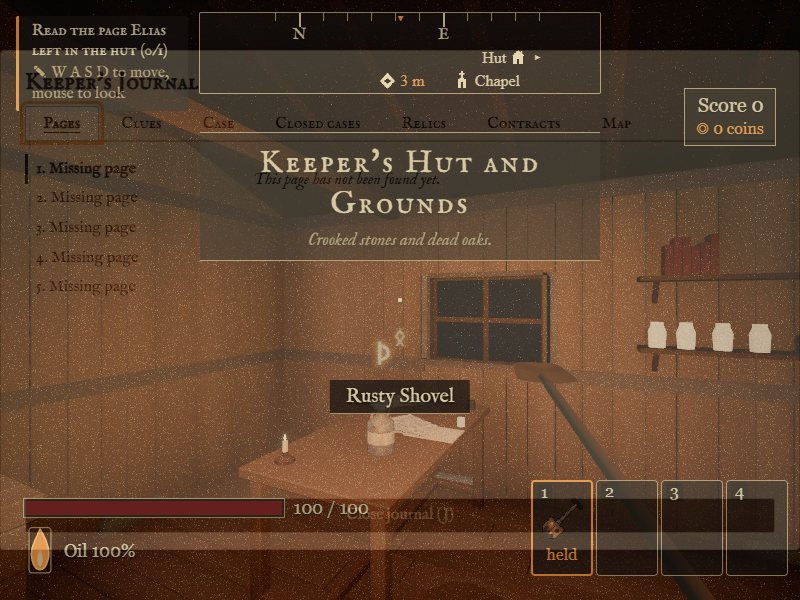 Read the page Elias
left in the hut (0/1)
✎ W A S D to move,
mouse to look
Keeper's Journal
N
E
Hut
3 m
Chapel
Score 0
0 coins
Pages
Clues
Case
Closed cases
Relics
Contracts
Map
Keeper's Hut and
Grounds
This page has not been found yet.
Crooked stones and dead oaks.
1. Missing page
2. Missing page
3. Missing page
4. Missing page
5. Missing page
ᚦ ᛟ
Rusty Shovel
100 / 100
Close journal (J)
Oil 100%
1
held
2
3
4